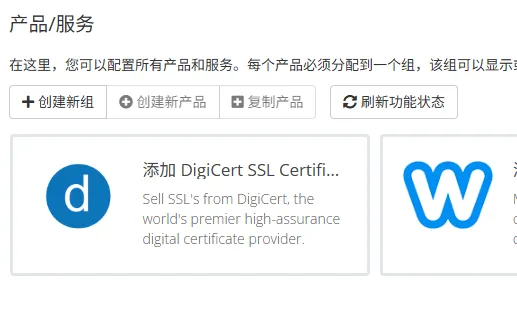 产品/服务
在这里，您可以配置所有产品和服务。每个产品必须分配到一个组，该组可以显示
创建新组 创建新产品 复制产品 刷新功能状态
添加 DigiCert SSL Certifi...
Sell SSL's from DigiCert, the
world's premier high-assurance
digital certificate provider.